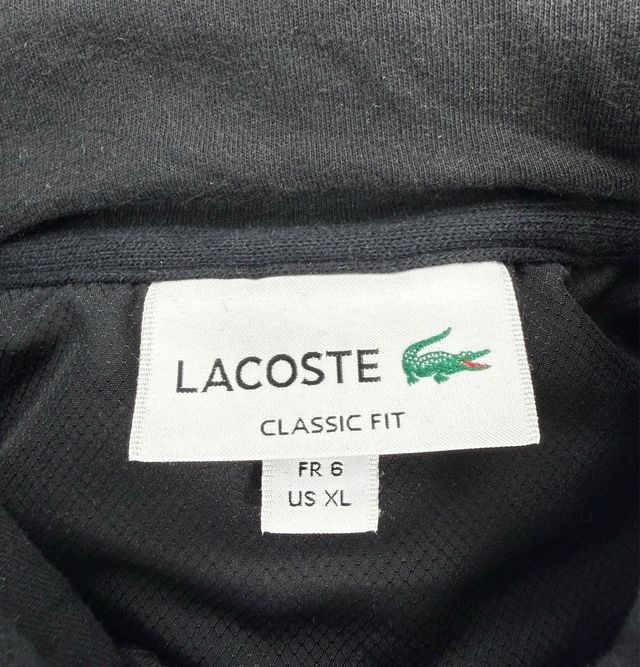 LACOSTE
CLASSIC FIT
FR 6
US XL